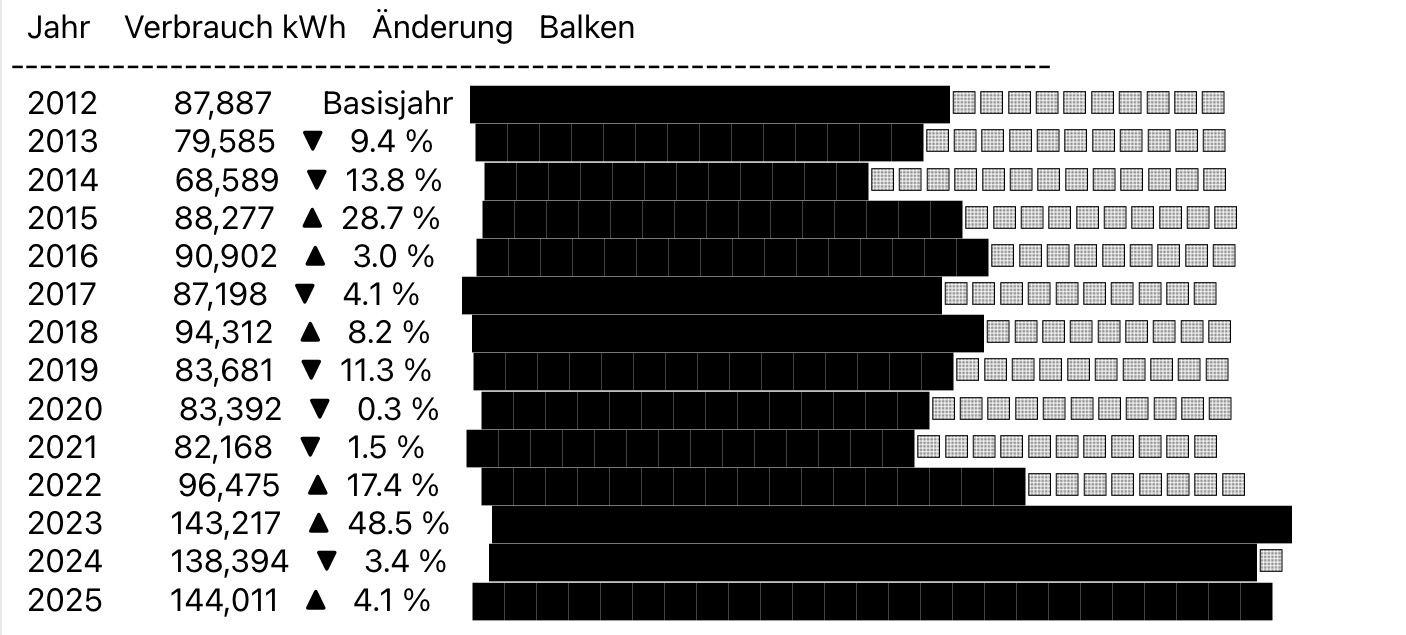 Jahr Verbrauch kWh Änderung Balken
------------------------------------------------------------------
2012 87,887 Basisjahr
2013 79,585 ▼ 9.4 %
2014 68,589 ▼ 13.8 %
2015 88,277 ▲ 28.7 %
2016 90,902 ▲ 3.0 %
2017 87,198 ▼ 4.1 %
2018 94,312 ▲ 8.2 %
2019 83,681 ▼ 11.3 %
2020 83,392 ▼ 0.3 %
2021 82,168 ▼ 1.5 %
2022 96,475 ▲ 17.4 %
2023 143,217 ▲ 48.5 %
2024 138,394 ▼ 3.4 %
2025 144,011 ▲ 4.1 %